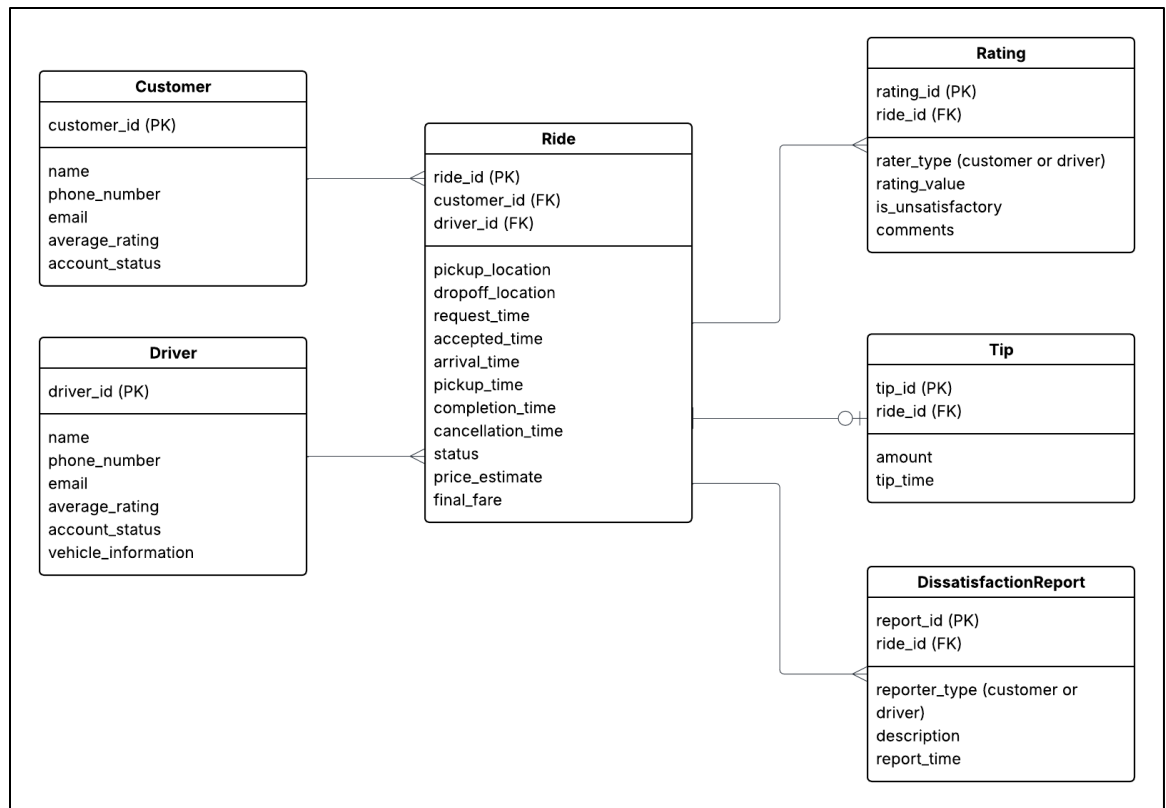 Customer
customer_id (PK)
name
phone_number
email
average_rating
account_status
Driver
driver_id (PK)
name
phone_number
email
average_rating
account_status
vehicle_information
Ride
ride_id (PK)
customer_id (FK)
driver_id (FK)
pickup_location
dropoff_location
request_time
accepted_time
arrival_time
pickup_time
completion_time
cancellation_time
status
price_estimate
final_fare
Rating
rating_id (PK)
ride_id (FK)
rater_type (customer or driver)
rating_value
is_unsatisfactory
comments
Tip
tip_id (PK)
ride_id (FK)
amount
tip_time
DissatisfactionReport
report_id (PK)
ride_id (FK)
reporter_type (customer or
driver)
description
report_time